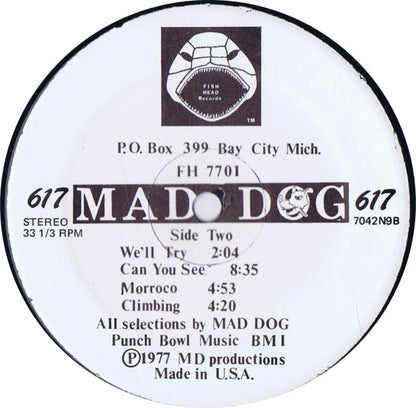 FISH
HEAD
Records
TM
P.O. Box 399 Bay City Mich.
FH 7701
617 MAD DOG 617
STEREO
33 1/3 RPM
7042N9B
Side Two
We'll Try 2:04
Can You See 8:35
Morroco 4:53
Climbing 4:20
All selections by MAD DOG
Punch Bowl Music BMI
Ⓟ1977 MD productions
Made in U.S.A.